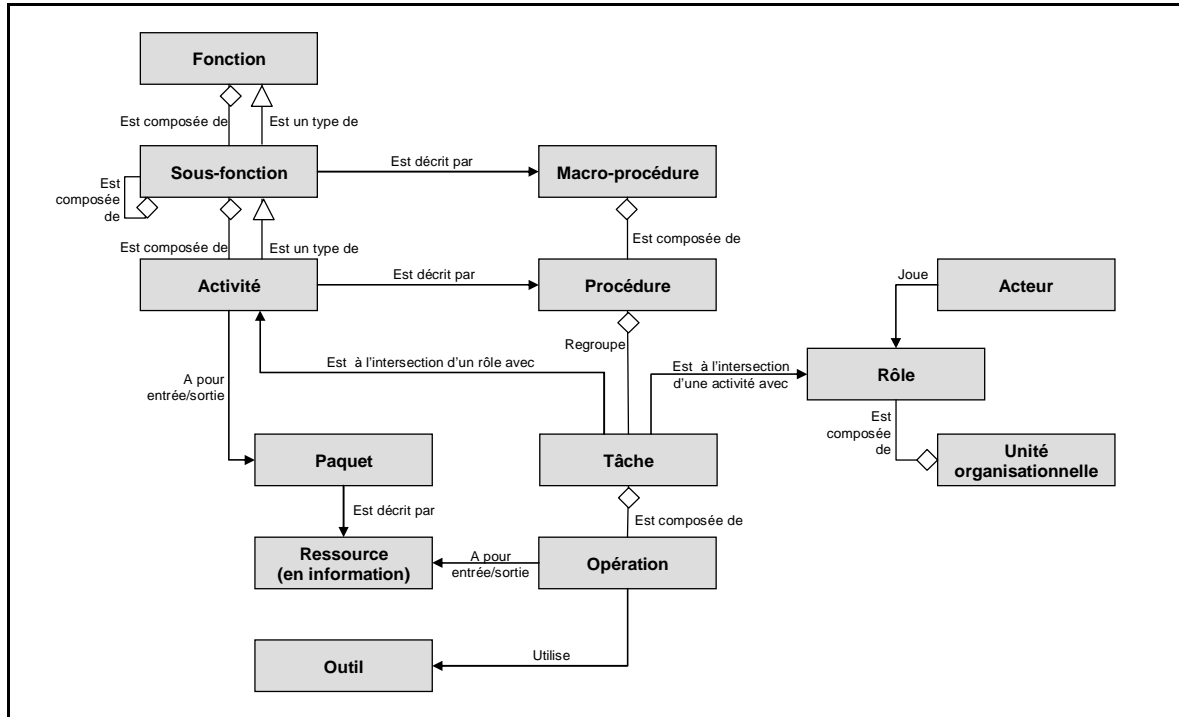 Fonction
Est composée de
Est un type de
Sous-fonction
Est décrit par
Macro-procédure
Est
composée
de
Est composée de
Est un type de
Est composée de
Activité
Est décrit par
Procédure
Joue
Acteur
Regroupe
Est  à l'intersection d'un rôle avec
Est  à l'intersection
d'une activité avec
Rôle
A pour
entrée/sortie
Est
composée
de
Paquet
Tâche
Unité
organisationnelle
Est décrit par
Est composée de
Ressource
(en information)
A pour
entrée/sortie
Opération
Outil
Utilise